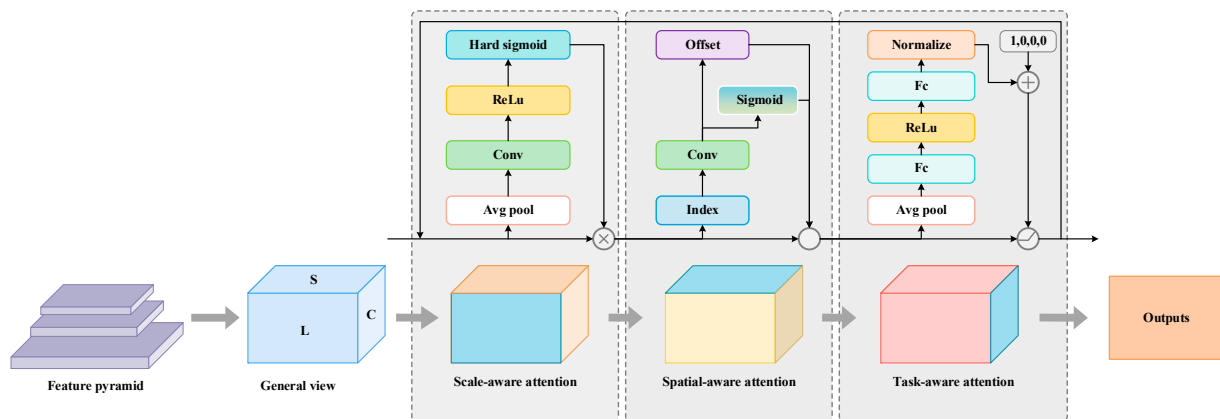 Hard sigmoid
ReLu
Conv
Avg pool
Offset
Sigmoid
Conv
Index
Normalize
1,0,0,0
Fc
ReLu
Fc
Avg pool
S
L
C
Outputs
Feature pyramid
General view
Scale-aware attention
Spatial-aware attention
Task-aware attention